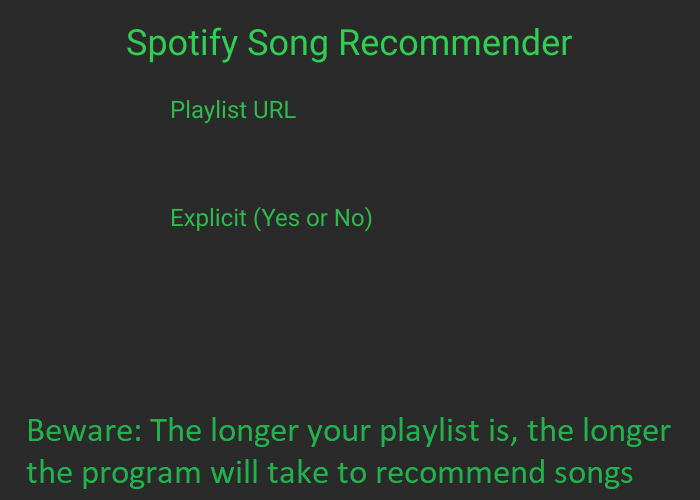 Spotify Song Recommender
Playlist URL
Explicit (Yes or No)
Beware: The longer your playlist is, the longer
the program will take to recommend songs